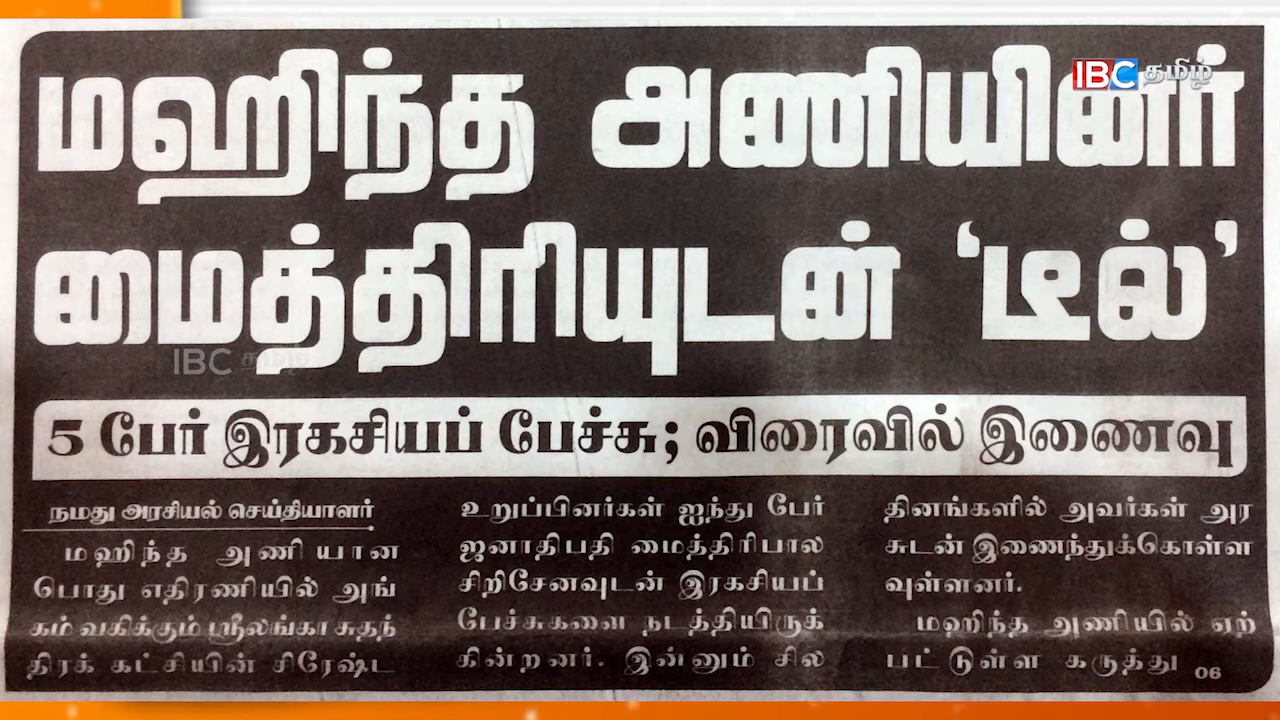 மஹிந்த அணியினர்
IBC தமிழ்
மைத்திரியுடன் ‘டீல்’
IBC தமிழ்
5 பேர் இரகசியப் பேச்சு; விரைவில் இணைவு
நமது அரசியல் செய்தியாளர்
மஹிந்த அணி யான
பொது எதிரணியில் அங்
கம் வகிக்கும் ஸ்ரீலங்கா சுதந்
திரக் கட்சியின் சிரேஷ்ட
உறுப்பினர்கள் ஐந்து பேர்
ஜனாதிபதி மைத்திரிபால
சிறிசேனவுடன் இரகசியப்
பேச்சுகளை நடத்தியிருக்
கின்றனர். இன்னும் சில
தினங்களில் அவர்கள் அர
சுடன் இணைந்துக்கொள்ள
வுள்ளனர்.
மஹிந்த அணியில் ஏற்
பட்டுள்ள கருத்து 06